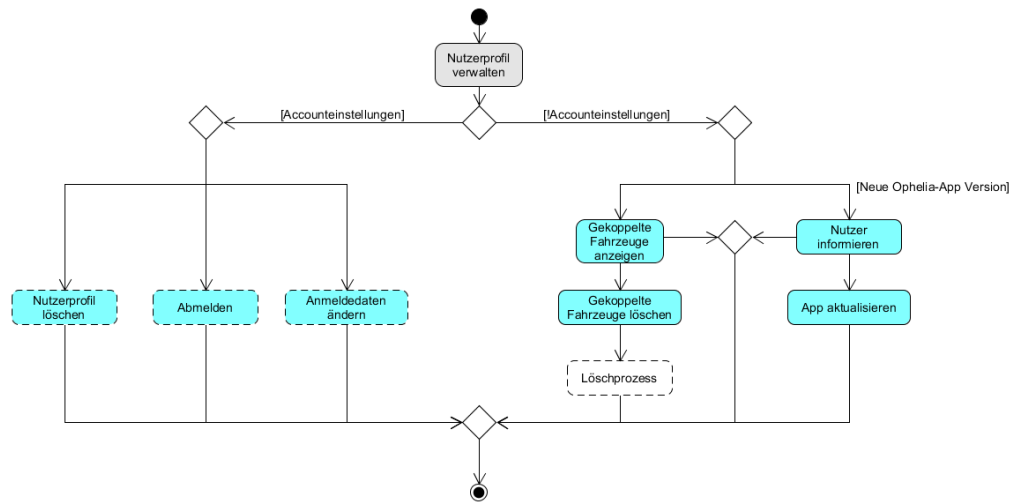 Nutzerprofil
verwalten
[Accounteinstellungen]
[!Accounteinstellungen]
[Neue Ophelia-App Version]
Gekoppelte
Fahrzeuge
anzeigen
Nutzer
informieren
Nutzerprofil
löschen
Abmelden
Anmeldedaten
ändern
Gekoppelte
Fahrzeuge löschen
App aktualisieren
Löschprozess